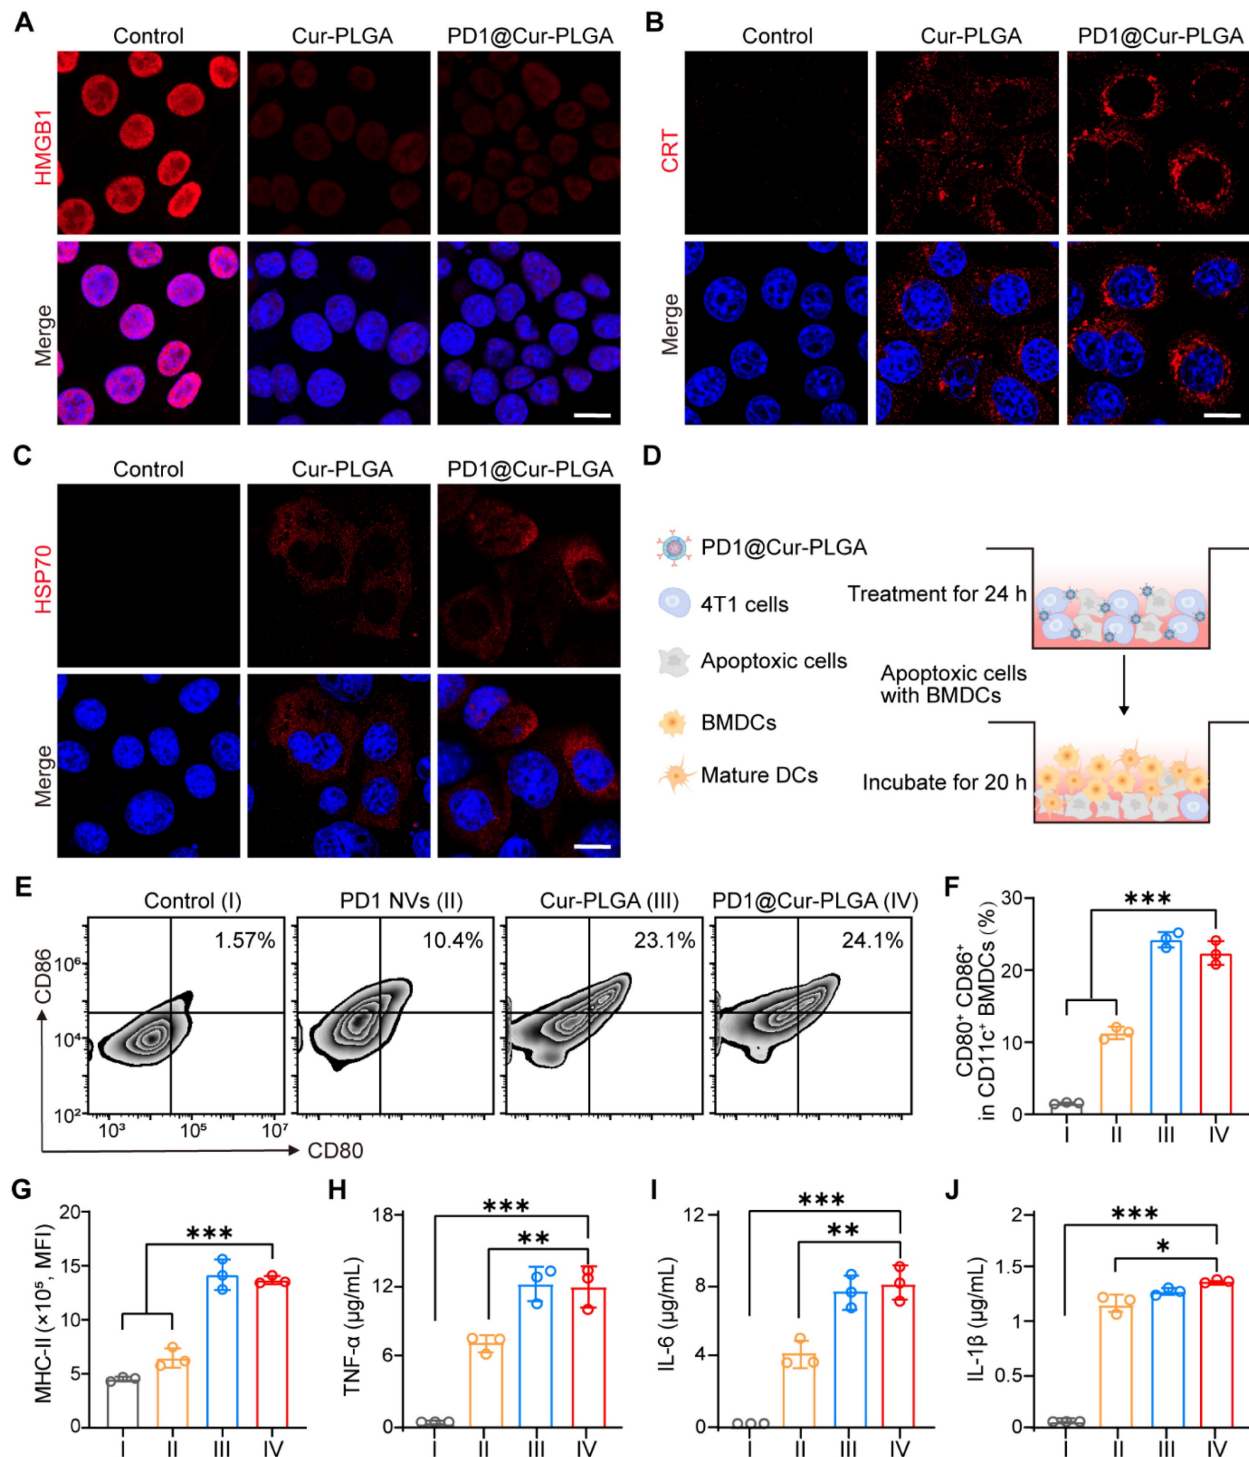 A
Control
Cur-PLGA
PD1@Cur-PLGA
HMGB1
Merge
B
Control
Cur-PLGA
PD1@Cur-PLGA
CRT
Merge
C
Control
Cur-PLGA
PD1@Cur-PLGA
HSP70
Merge
D
PD1@Cur-PLGA
4T1 cells
Apoptoxic cells
BMDCs
Mature DCs
Treatment for 24 h
Apoptoxic cells
with BMDCs
Incubate for 20 h
E
Control (I)
PD1 NVs (II)
Cur-PLGA (III)
PD1@Cur-PLGA (IV)
1.57%
10.4%
23.1%
24.1%
CD86
10⁶
10⁴
10²
10³
10⁵
10⁷
CD80
F
CD80⁺ CD86⁺
in CD11c⁺ BMDCs (%)
30
20
10
0
***
I
II
III
IV
G
MHC-II (×10⁵, MFI)
20
15
10
5
0
***
I
II
III
IV
H
TNF-α (μg/mL)
18
12
6
0
***
**
I
II
III
IV
I
IL-6 (μg/mL)
12
8
4
0
***
**
I
II
III
IV
J
IL-1β (μg/mL)
2
1.5
1
0.5
0
***
*
I
II
III
IV